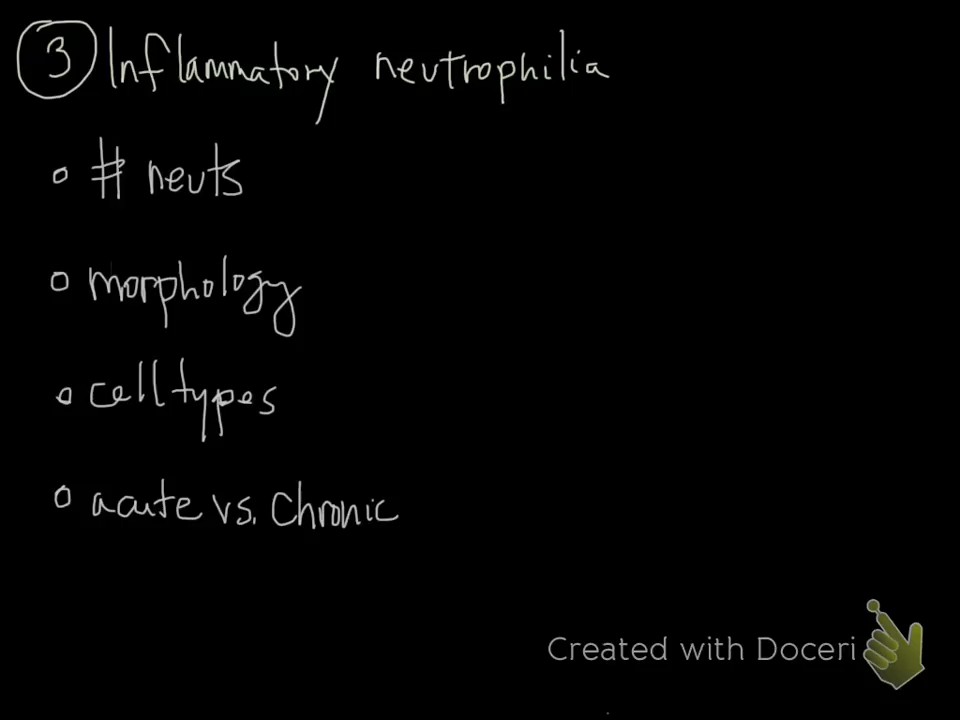 3 Inflammatory neutrophilia
# neuts
morphology
cell types
acute vs. chronic
Created with Doceri